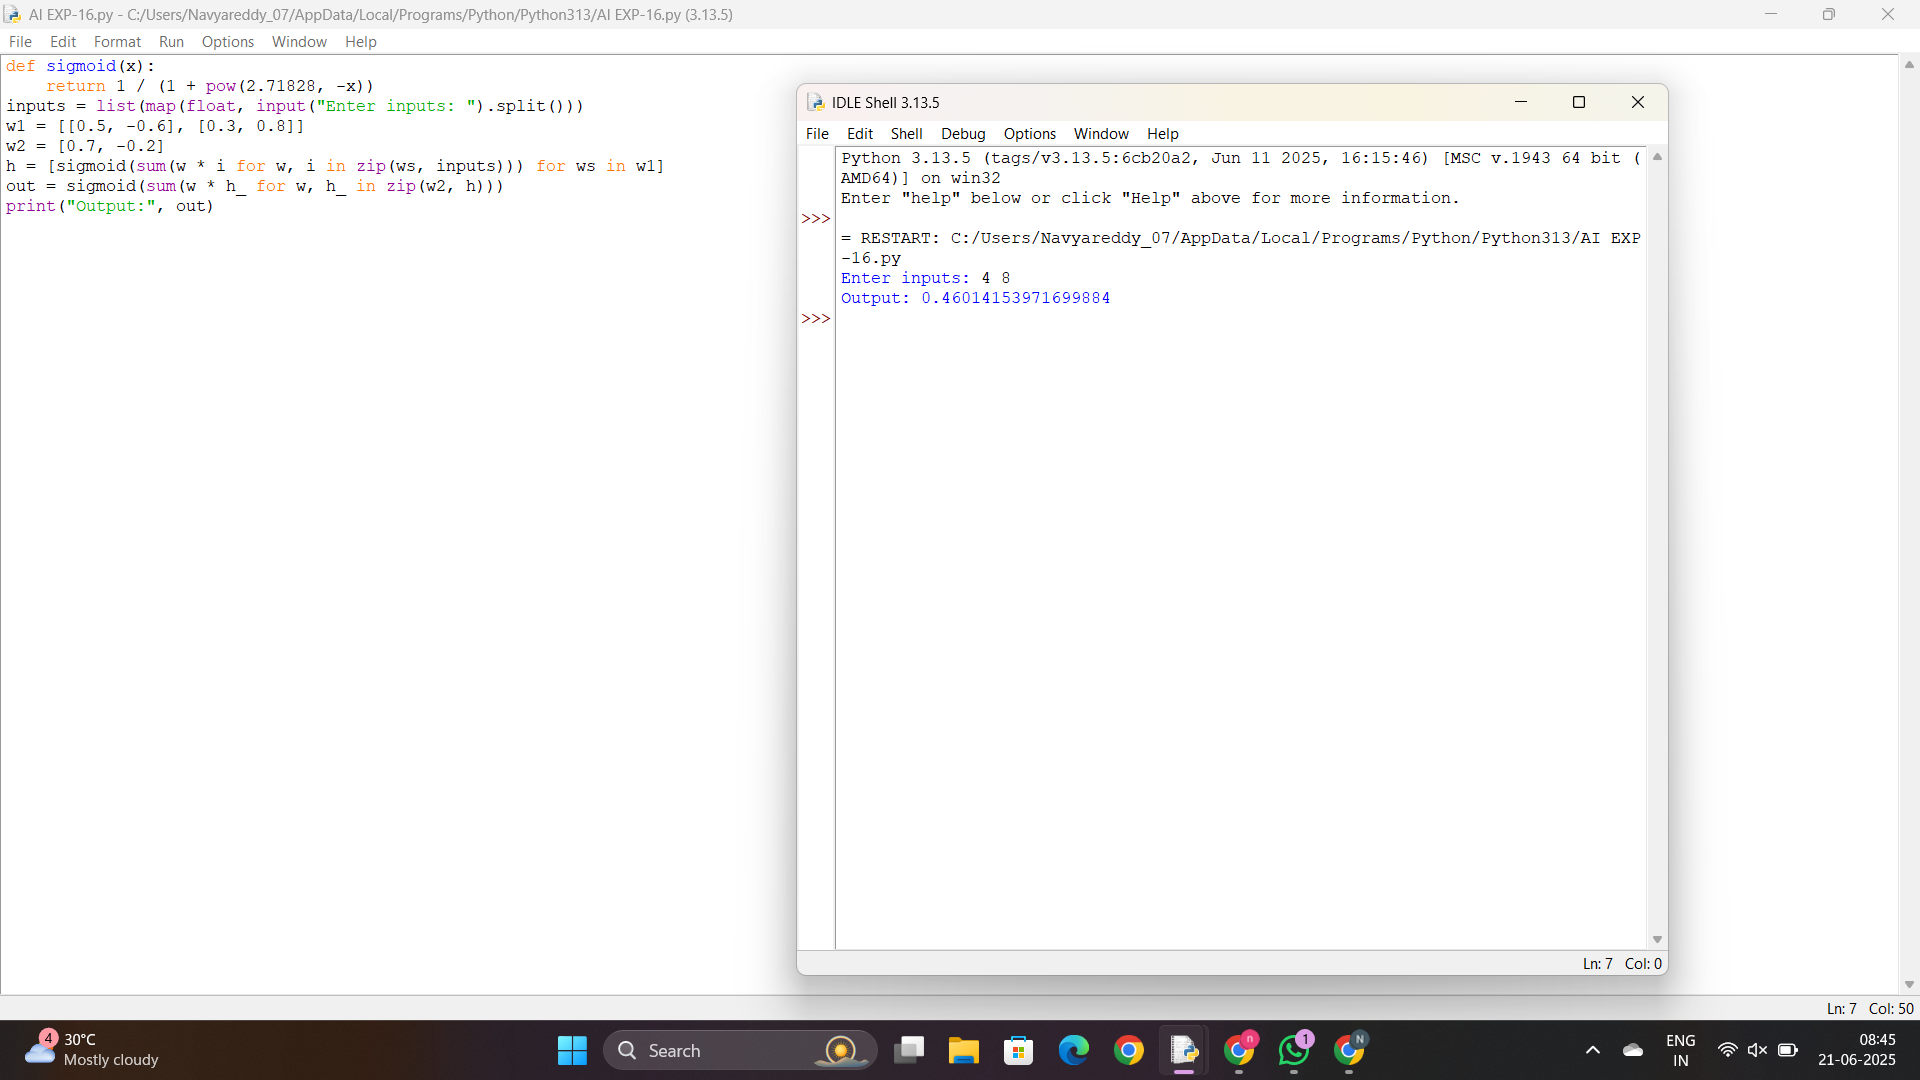 AI EXP-16.py - C:/Users/Navyareddy_07/AppData/Local/Programs/Python/Python313/AI EXP-16.py (3.13.5)
File Edit Format Run Options Window Help
def sigmoid(x):
    return 1 / (1 + pow(2.71828, -x))
inputs = list(map(float, input("Enter inputs: ").split()))
w1 = [[0.5, -0.6], [0.3, 0.8]]
w2 = [0.7, -0.2]
h = [sigmoid(sum(w * i for w, i in zip(ws, inputs))) for ws in w1]
out = sigmoid(sum(w * h_ for w, h_ in zip(w2, h)))
print("Output:", out)
IDLE Shell 3.13.5
File Edit Shell Debug Options Window Help
Python 3.13.5 (tags/v3.13.5:6cb20a2, Jun 11 2025, 16:15:46) [MSC v.1943 64 bit (
AMD64)] on win32
Enter "help" below or click "Help" above for more information.
>>>
= RESTART: C:/Users/Navyareddy_07/AppData/Local/Programs/Python/Python313/AI EXP
-16.py
Enter inputs: 4 8
Output: 0.46014153971699884
>>>
Ln: 7 Col: 0
Ln: 7 Col: 50
4
30°C
Mostly cloudy
Search
n
1
N
ENG
IN
08:45
21-06-2025